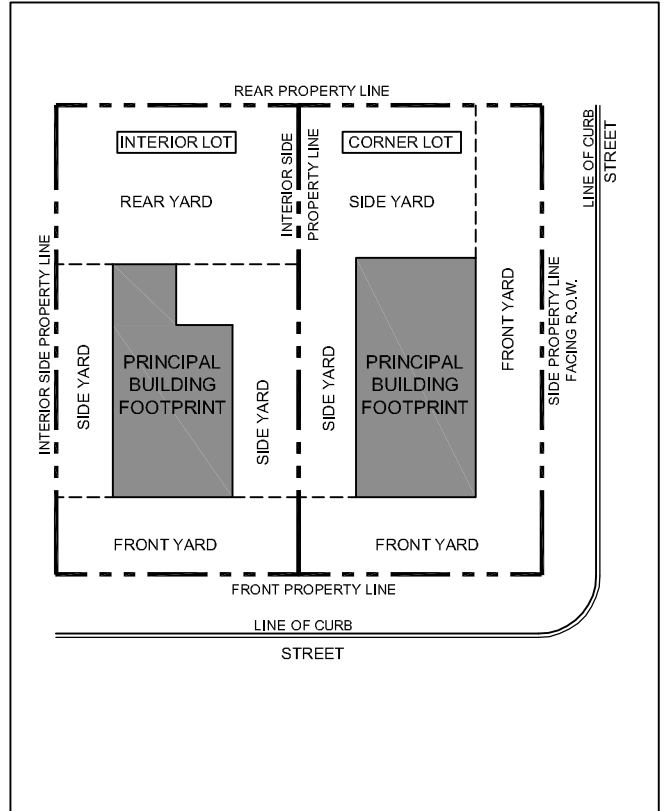 REAR PROPERTY LINE
INTERIOR LOT
CORNER LOT
REAR YARD
SIDE YARD
INTERIOR SIDE
PROPERTY LINE
LINE OF CURB
STREET
INTERIOR SIDE PROPERTY LINE
SIDE YARD
PRINCIPAL
BUILDING
FOOTPRINT
SIDE YARD
SIDE YARD
PRINCIPAL
BUILDING
FOOTPRINT
FRONT YARD
SIDE PROPERTY LINE
FACING R.O.W.
FRONT YARD
FRONT YARD
FRONT PROPERTY LINE
LINE OF CURB
STREET